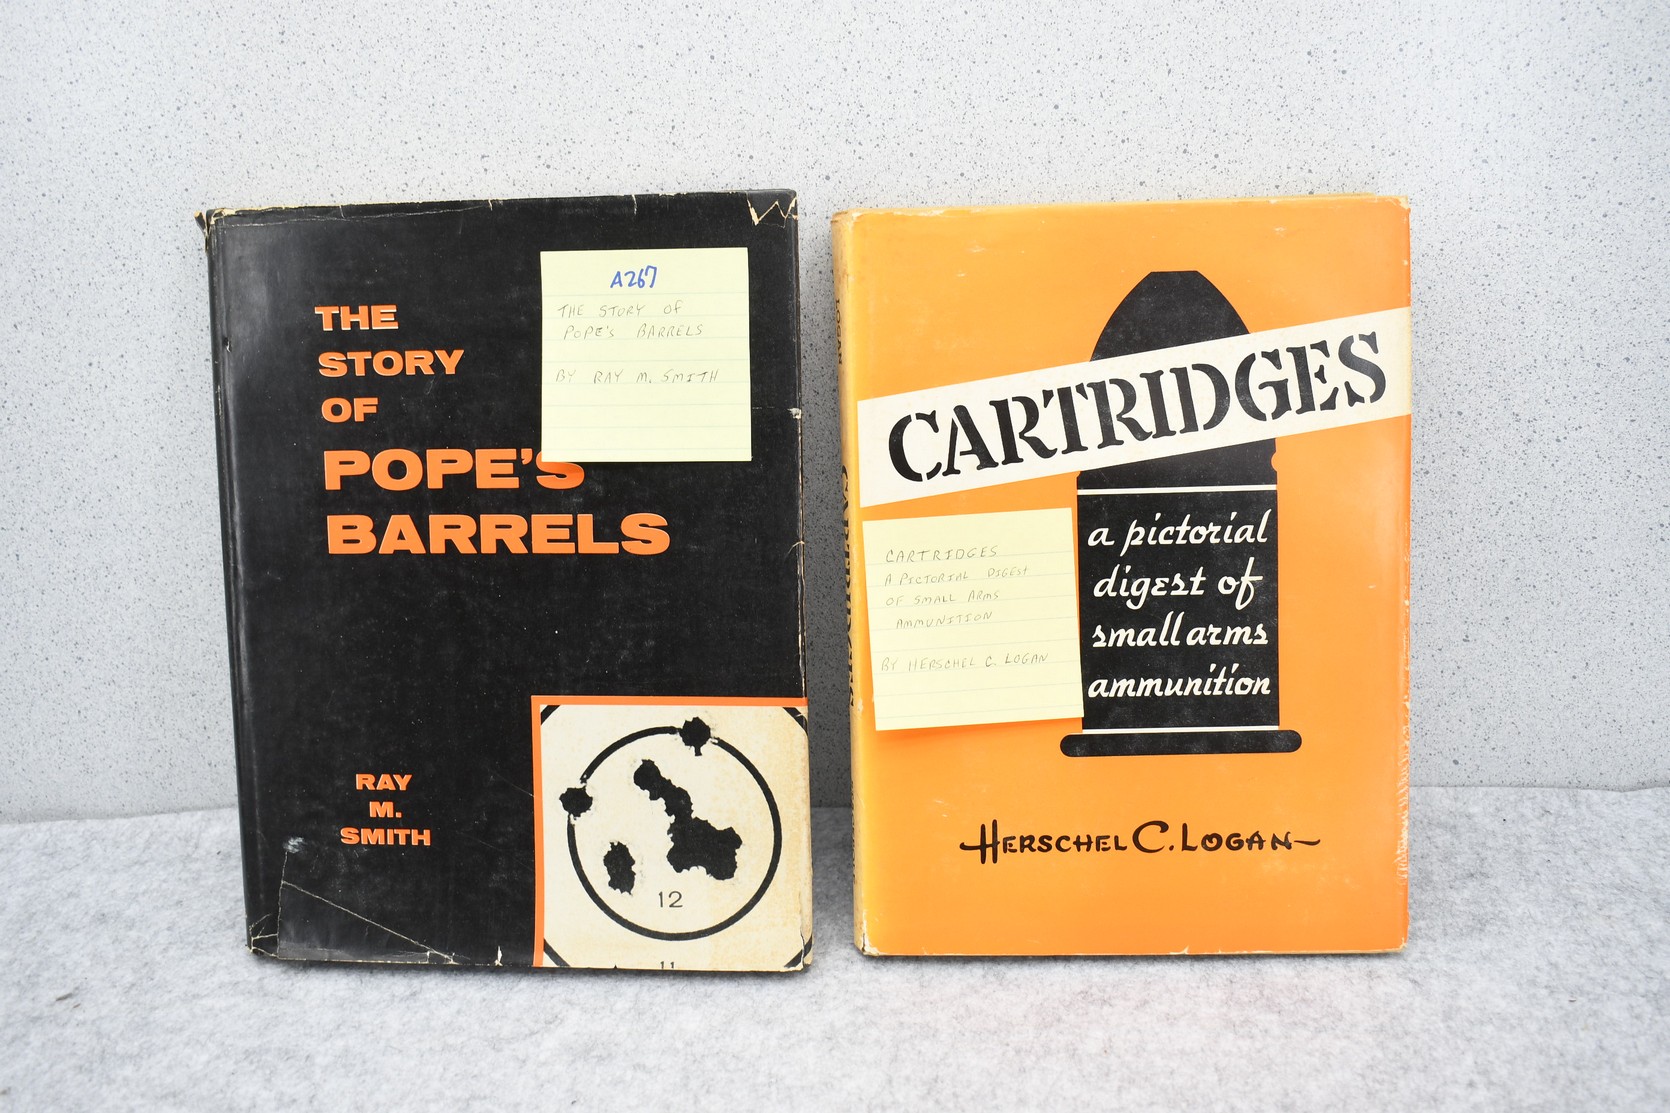 THE
STORY
OF
POPE'S
BARRELS
RAY
M.
SMITH
A267
THE STORY OF
POPE'S BARRELS
BY RAY M. SMITH
12
11
CARTRIDGES
a pictorial
digest of
small arms
ammunition
HERSCHEL C. LOGAN
CARTRIDGES
A PICTORIAL DIGEST
OF SMALL ARMS
AMMUNITION
BY HERSCHEL C. LOGAN